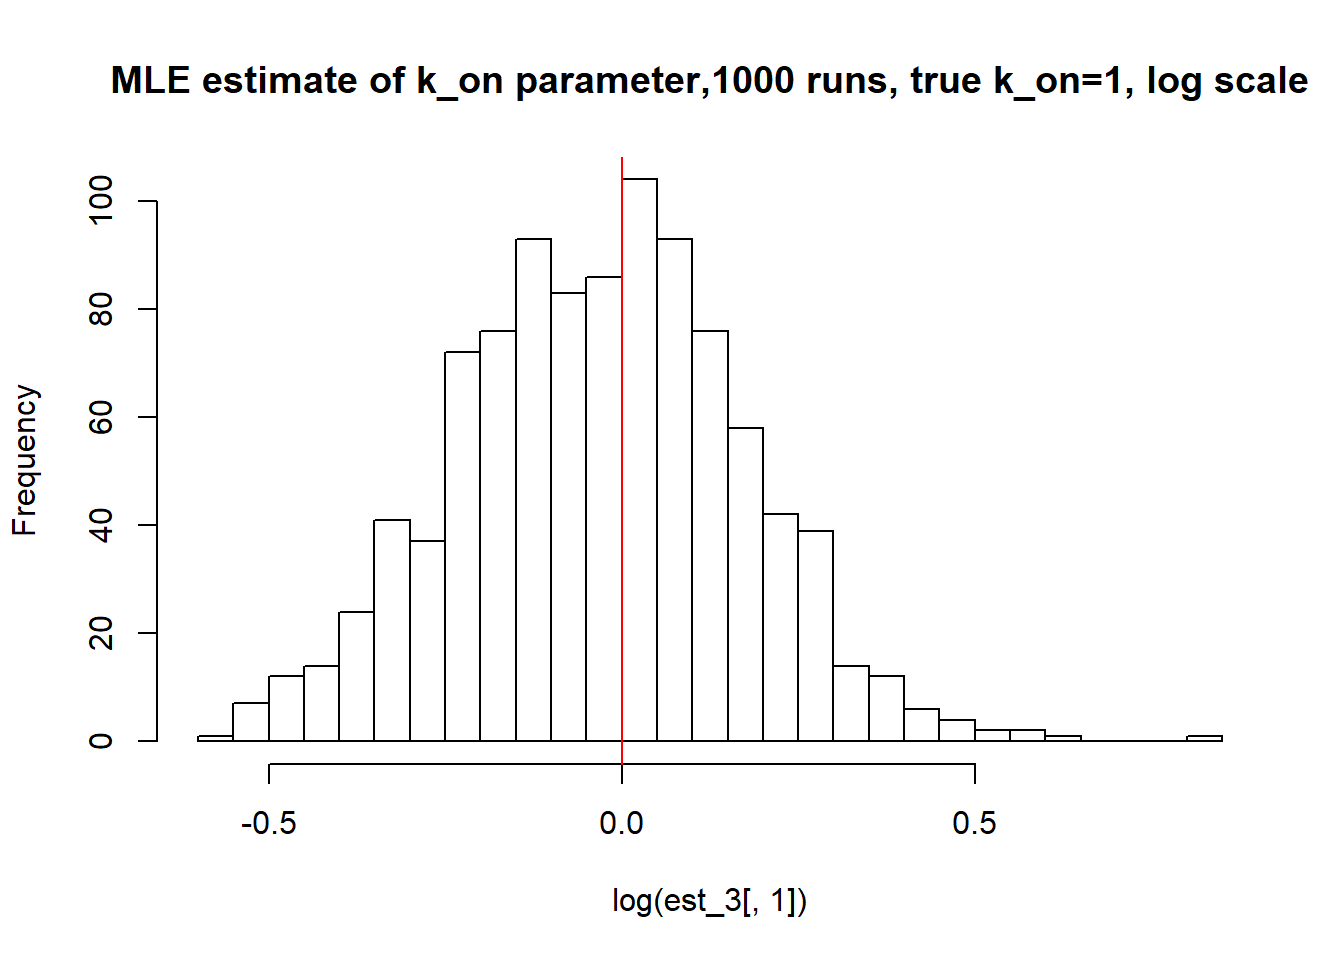 MLE estimate of k_on parameter,1000 runs, true k_on=1, log scale
Frequency
100
80
60
40
20
0
-0.5 0.0 0.5
log(est_3[, 1])